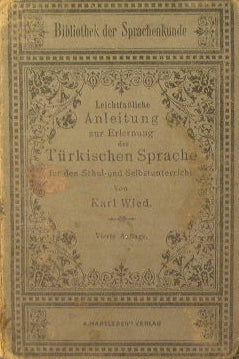 Bibliothek der Sprachenkunde
Leichtfaßliche
Anleitung
zur Erlernung
der
Türkischen Sprache
für den Schul- und Selbstunterricht
Von
Karl Wied.
Vierte Auflage.
A. HARTLEBEN'S VERLAG